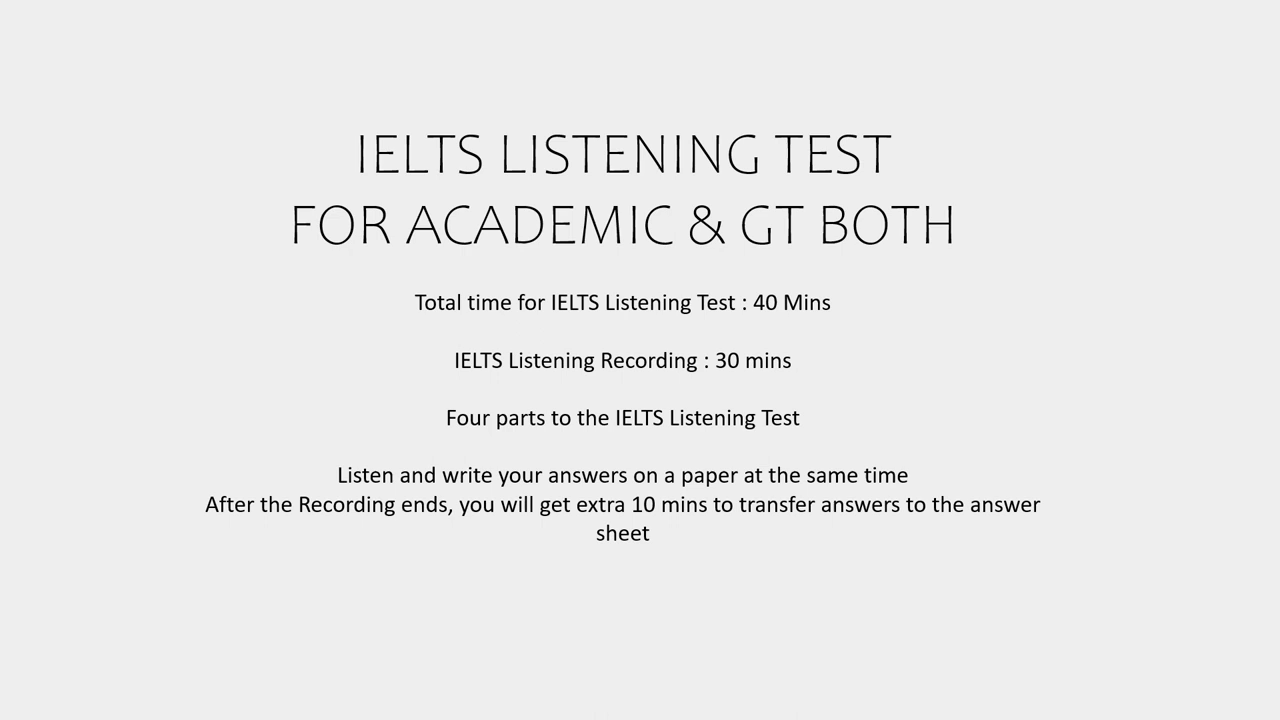 IELTS LISTENING TEST
FOR ACADEMIC & GT BOTH
Total time for IELTS Listening Test : 40 Mins
IELTS Listening Recording : 30 mins
Four parts to the IELTS Listening Test
Listen and write your answers on a paper at the same time
After the Recording ends, you will get extra 10 mins to transfer answers to the answer
sheet